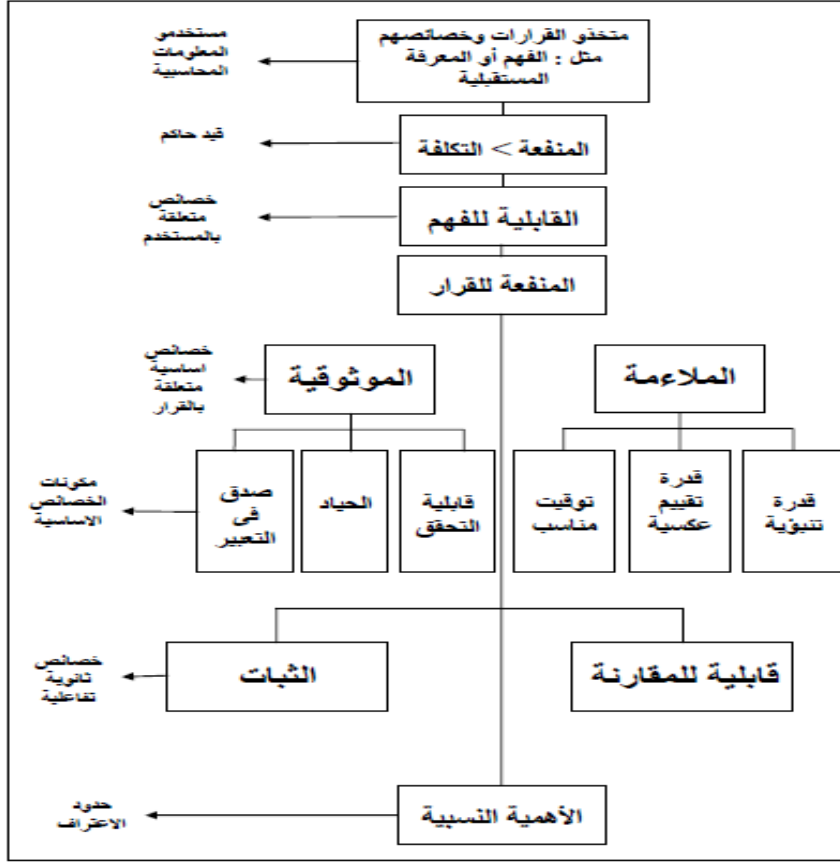 متخذو القرارات وخصائصهم
مثل : الفهم أو المعرفة
المستقبلية
مستخدمو
المعلومات
المحاسبية
المنفعة > التكلفة
قيد حاكم
القابلية للفهم
خصائص
متعلقة
بالمستخدم
المنفعة للقرار
الملاءمة
الموثوقية
خصائص
اساسية
متعلقة
بالقرار
قدرة
تنبؤية
قدرة
تقييم
عكسية
توقيت
مناسب
قابلية
التحقق
الحياد
صدق
فى
التعبير
مكونات
الخصائص
الاساسية
قابلية للمقارنة
الثبات
خصائص
ثانوية
تفاعلية
الأهمية النسبية
حدود
الاعتراف